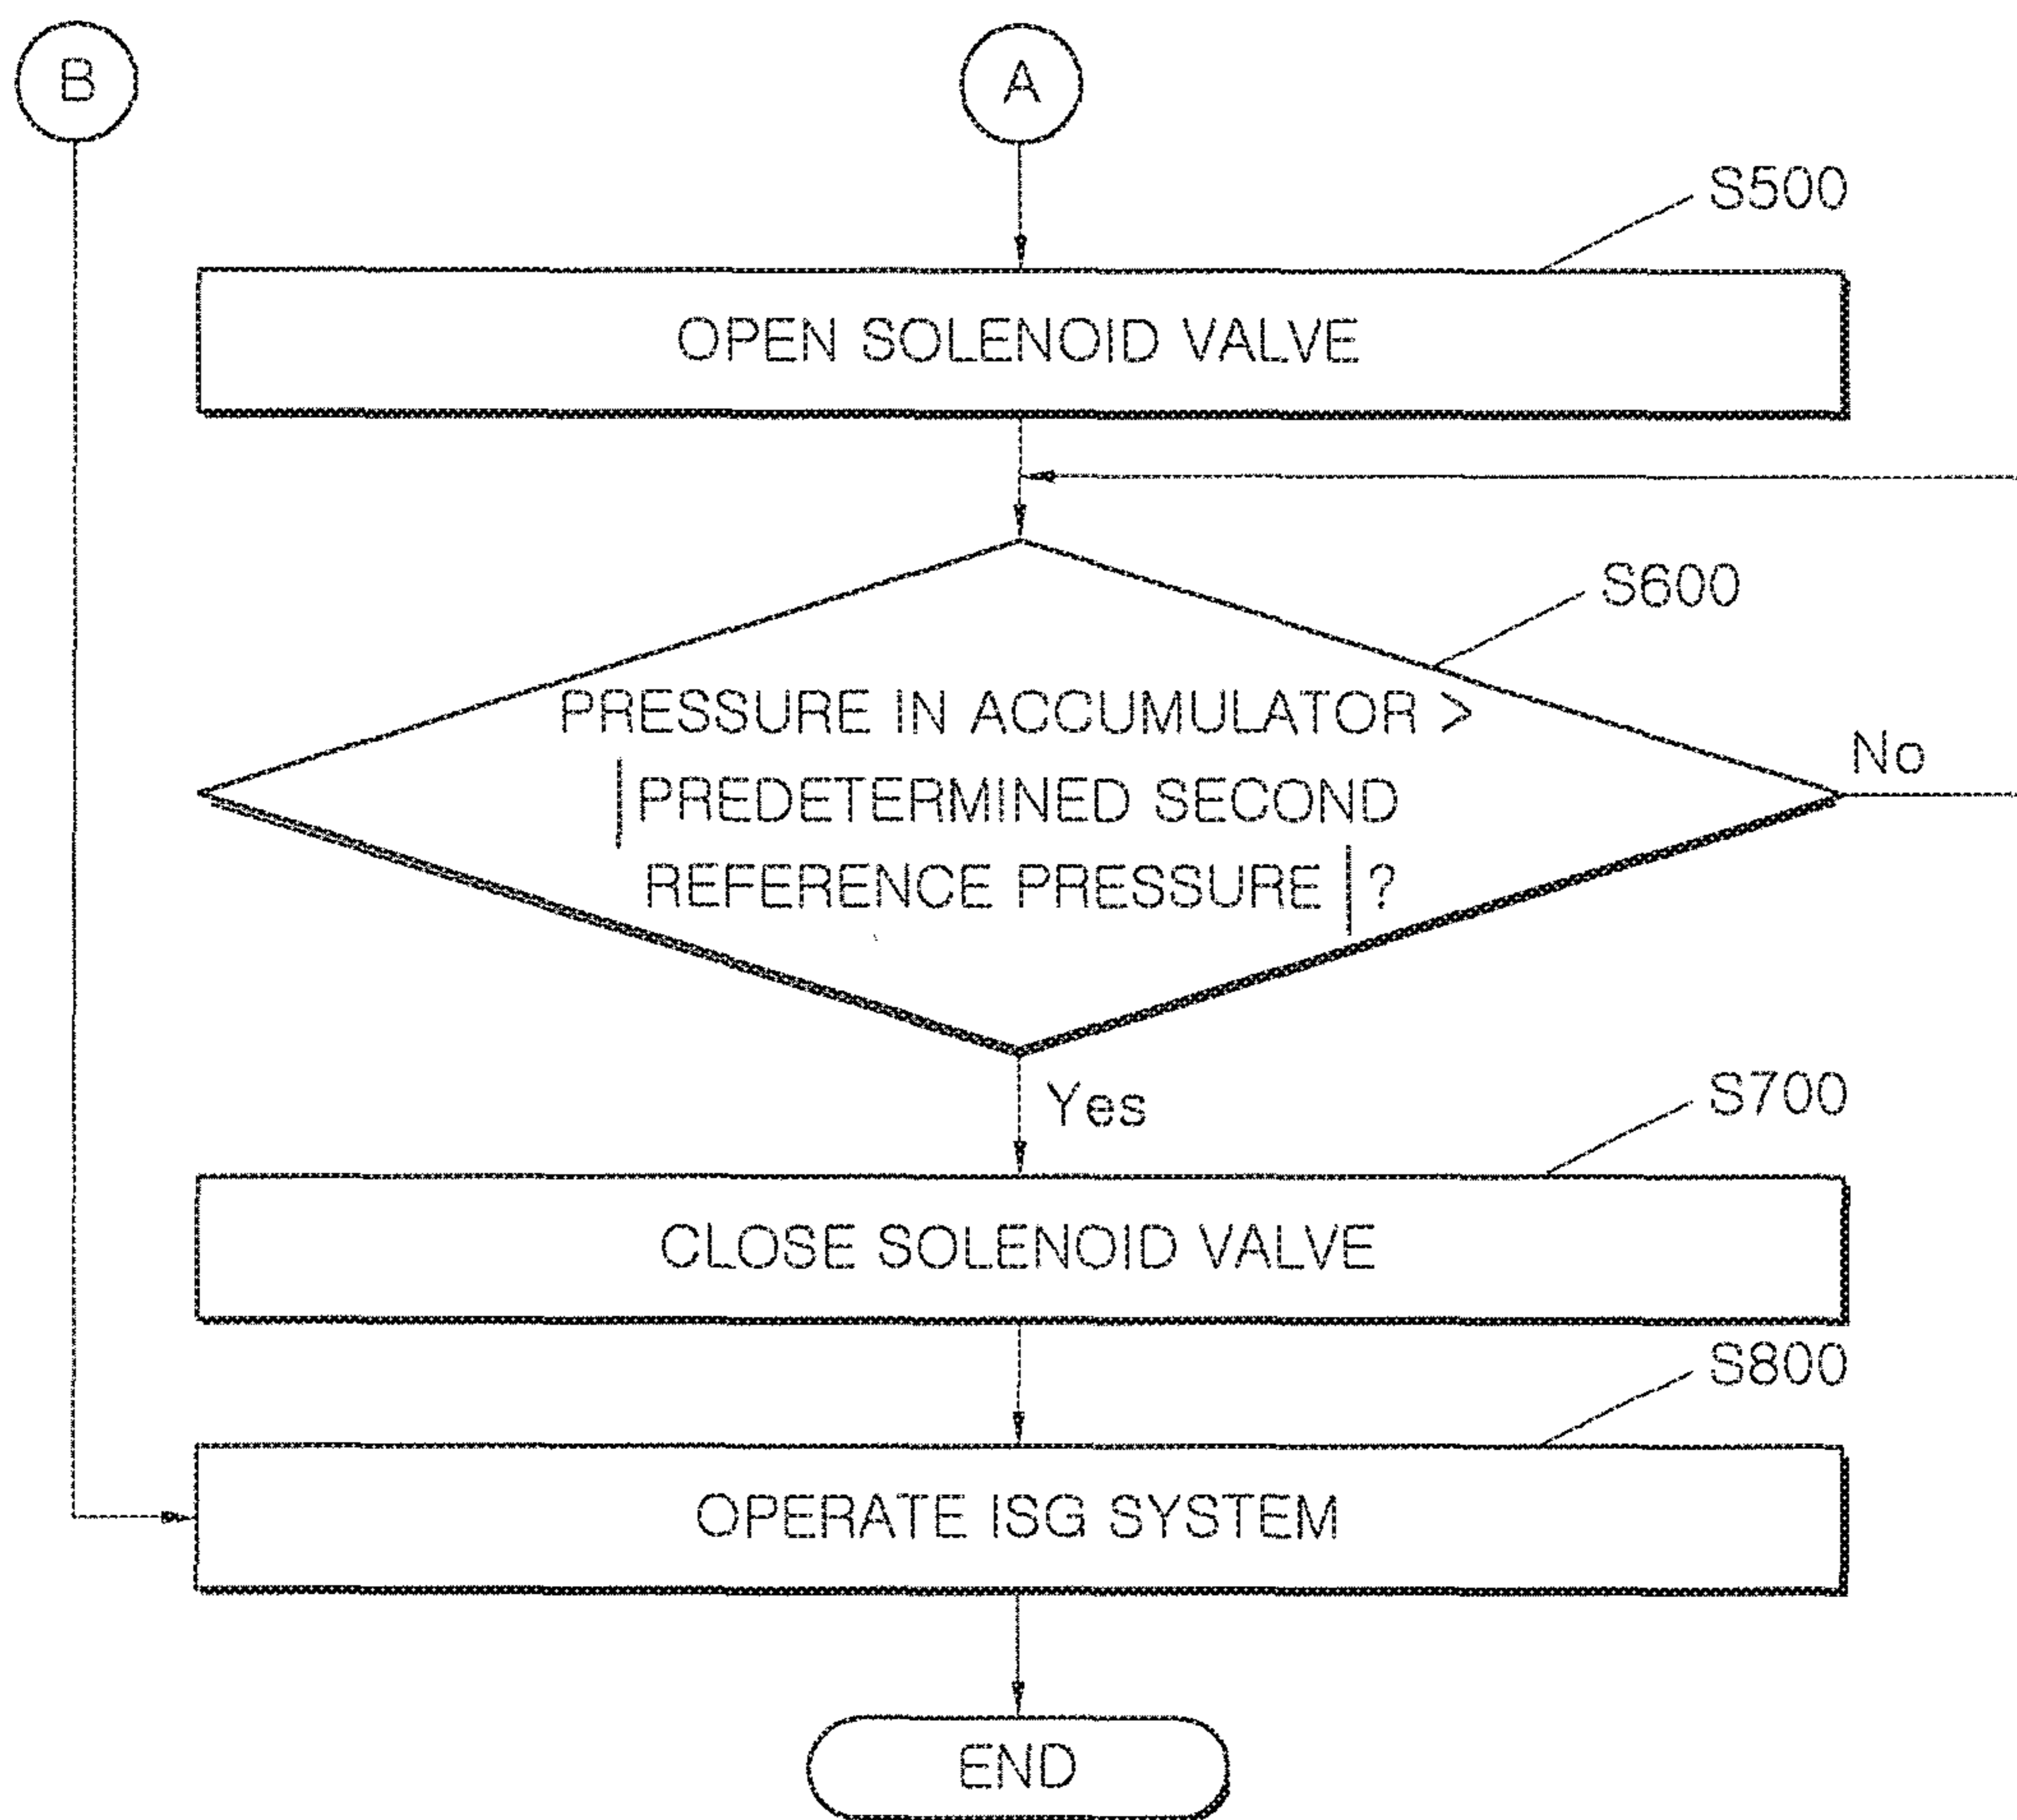 B
A
S500
OPEN SOLENOID VALVE
S600
PRESSURE IN ACCUMULATOR >
|PREDETERMINED SECOND
REFERENCE PRESSURE|?
No
Yes
S700
CLOSE SOLENOID VALVE
S800
OPERATE ISG SYSTEM
END